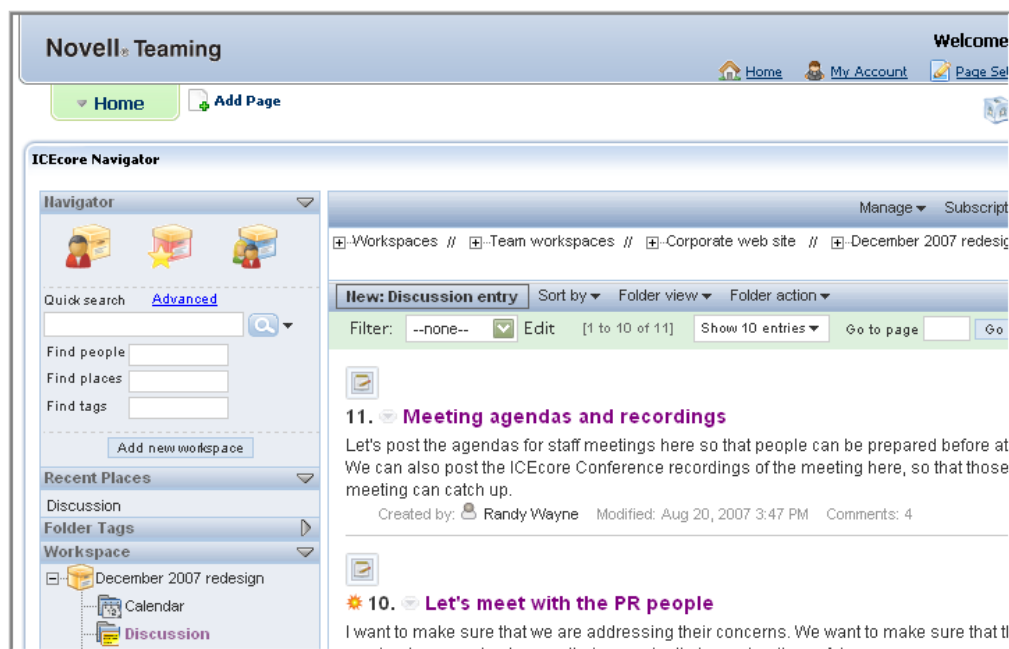 Novell® Teaming
Welcome
Home My Account Page Se
Home Add Page
ICEcore Navigator
Navigator
Manage Subscript
Workspaces // Team workspaces // Corporate web site // December 2007 redesig
Quick search Advanced
New: Discussion entry Sort by Folder view Folder action
Filter: --none-- Edit [1 to 10 of 11] Show 10 entries Go to page Go
Find people
Find places
Find tags
Add new workspace
Recent Places
Discussion
Folder Tags
Workspace
December 2007 redesign
Calendar
Discussion
11. Meeting agendas and recordings
Let's post the agendas for staff meetings here so that people can be prepared before at
We can also post the ICEcore Conference recordings of the meeting here, so that those
meeting can catch up.
Created by: Randy Wayne Modified: Aug 20, 2007 3:47 PM Comments: 4
10. Let's meet with the PR people
I want to make sure that we are addressing their concerns. We want to make sure that